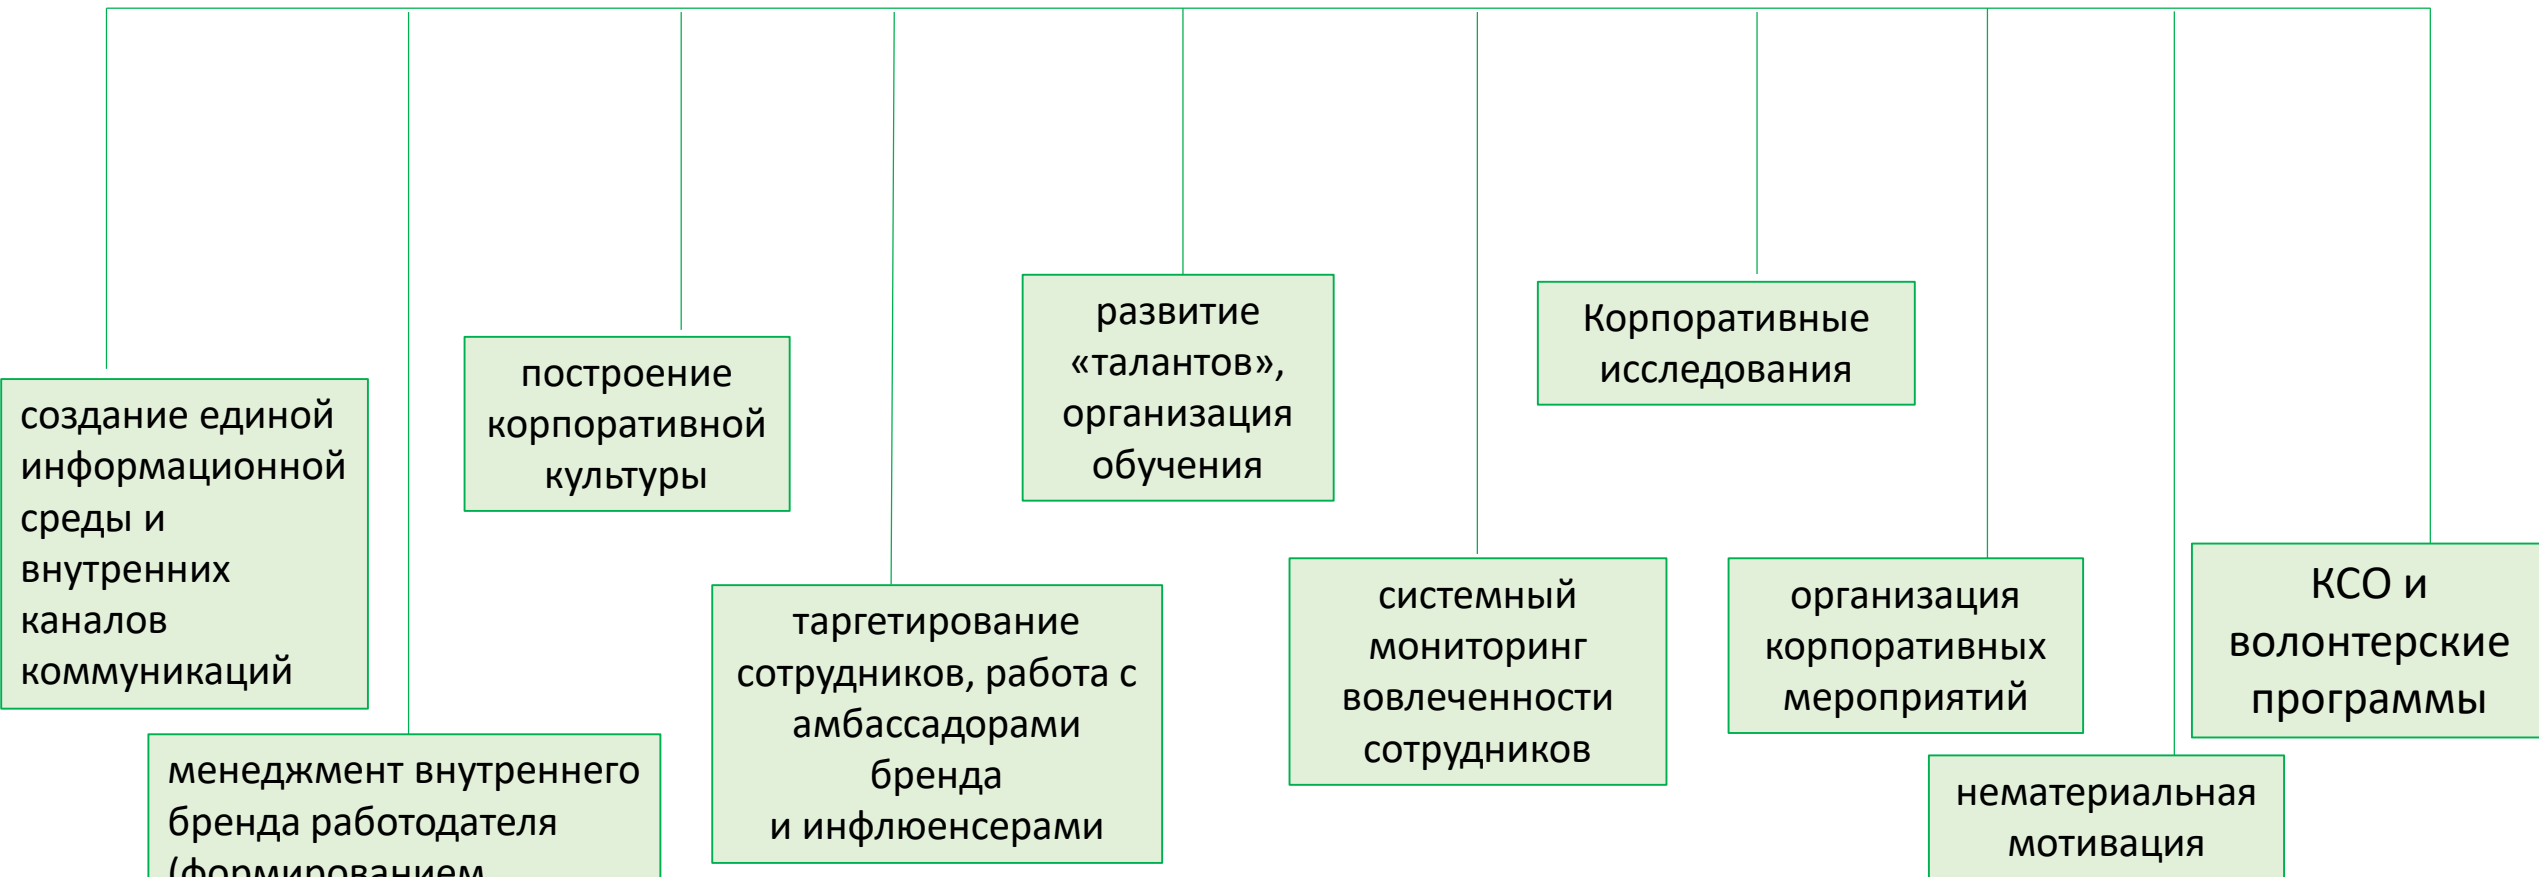 создание единой
информационной
среды и
внутренних
каналов
коммуникаций
менеджмент внутреннего
бренда работодателя
(формированием
построение
корпоративной
культуры
таргетирование
сотрудников, работа с
амбассадорами
бренда
и инфлюенсерами
развитие
«талантов»,
организация
обучения
системный
мониторинг
вовлеченности
сотрудников
Корпоративные
исследования
организация
корпоративных
мероприятий
нематериальная
мотивация
КСО и
волонтерские
программы